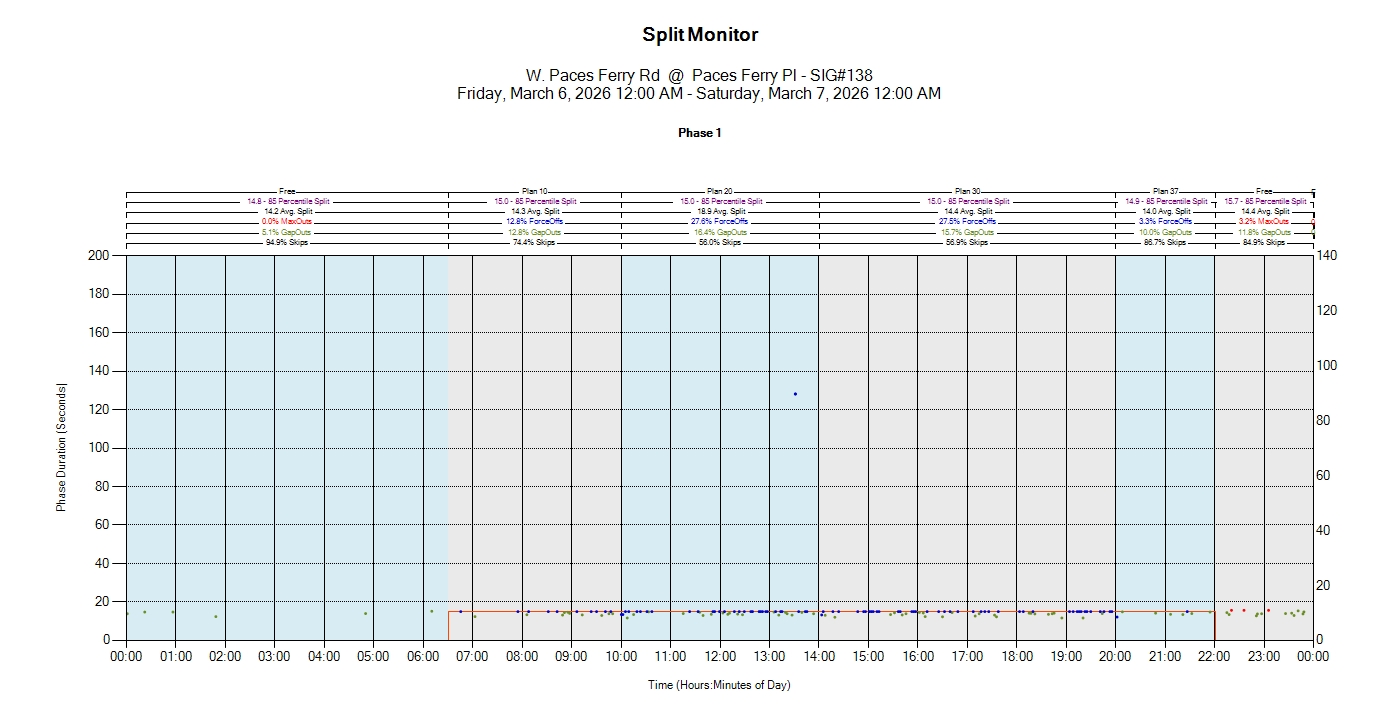 Split Monitor
W. Paces Ferry Rd @ Paces Ferry Pl - SIG#138
Friday, March 6, 2026 12:00 AM - Saturday, March 7, 2026 12:00 AM
Phase 1
Free Plan 10 Plan 20 Plan 30 Plan 37 Free
14.8 - 85 Percentile Split 15.0 - 85 Percentile Split 15.0 - 85 Percentile Split 15.0 - 85 Percentile Split 14.9 - 85 Percentile Split 15.7 - 85 Percentile Split
14.2 Avg. Split 14.3 Avg. Split 18.9 Avg. Split 14.4 Avg. Split 14.0 Avg. Split 14.4 Avg. Split
0.0% MaxOuts 12.8% ForceOffs 27.6% ForceOffs 27.5% ForceOffs 3.3% ForceOffs 3.2% MaxOuts
5.1% GapOuts 12.8% GapOuts 16.4% GapOuts 15.7% GapOuts 10.0% GapOuts 11.8% GapOuts
94.9% Skips 74.4% Skips 56.0% Skips 56.9% Skips 86.7% Skips 84.9% Skips
200 140
180
120
160
140 100
120
80
100
80 60
60
40
40
20 20
0 0
Phase Duration (Seconds)
00:00 01:00 02:00 03:00 04:00 05:00 06:00 07:00 08:00 09:00 10:00 11:00 12:00 13:00 14:00 15:00 16:00 17:00 18:00 19:00 20:00 21:00 22:00 23:00 00:00
Time (Hours:Minutes of Day)